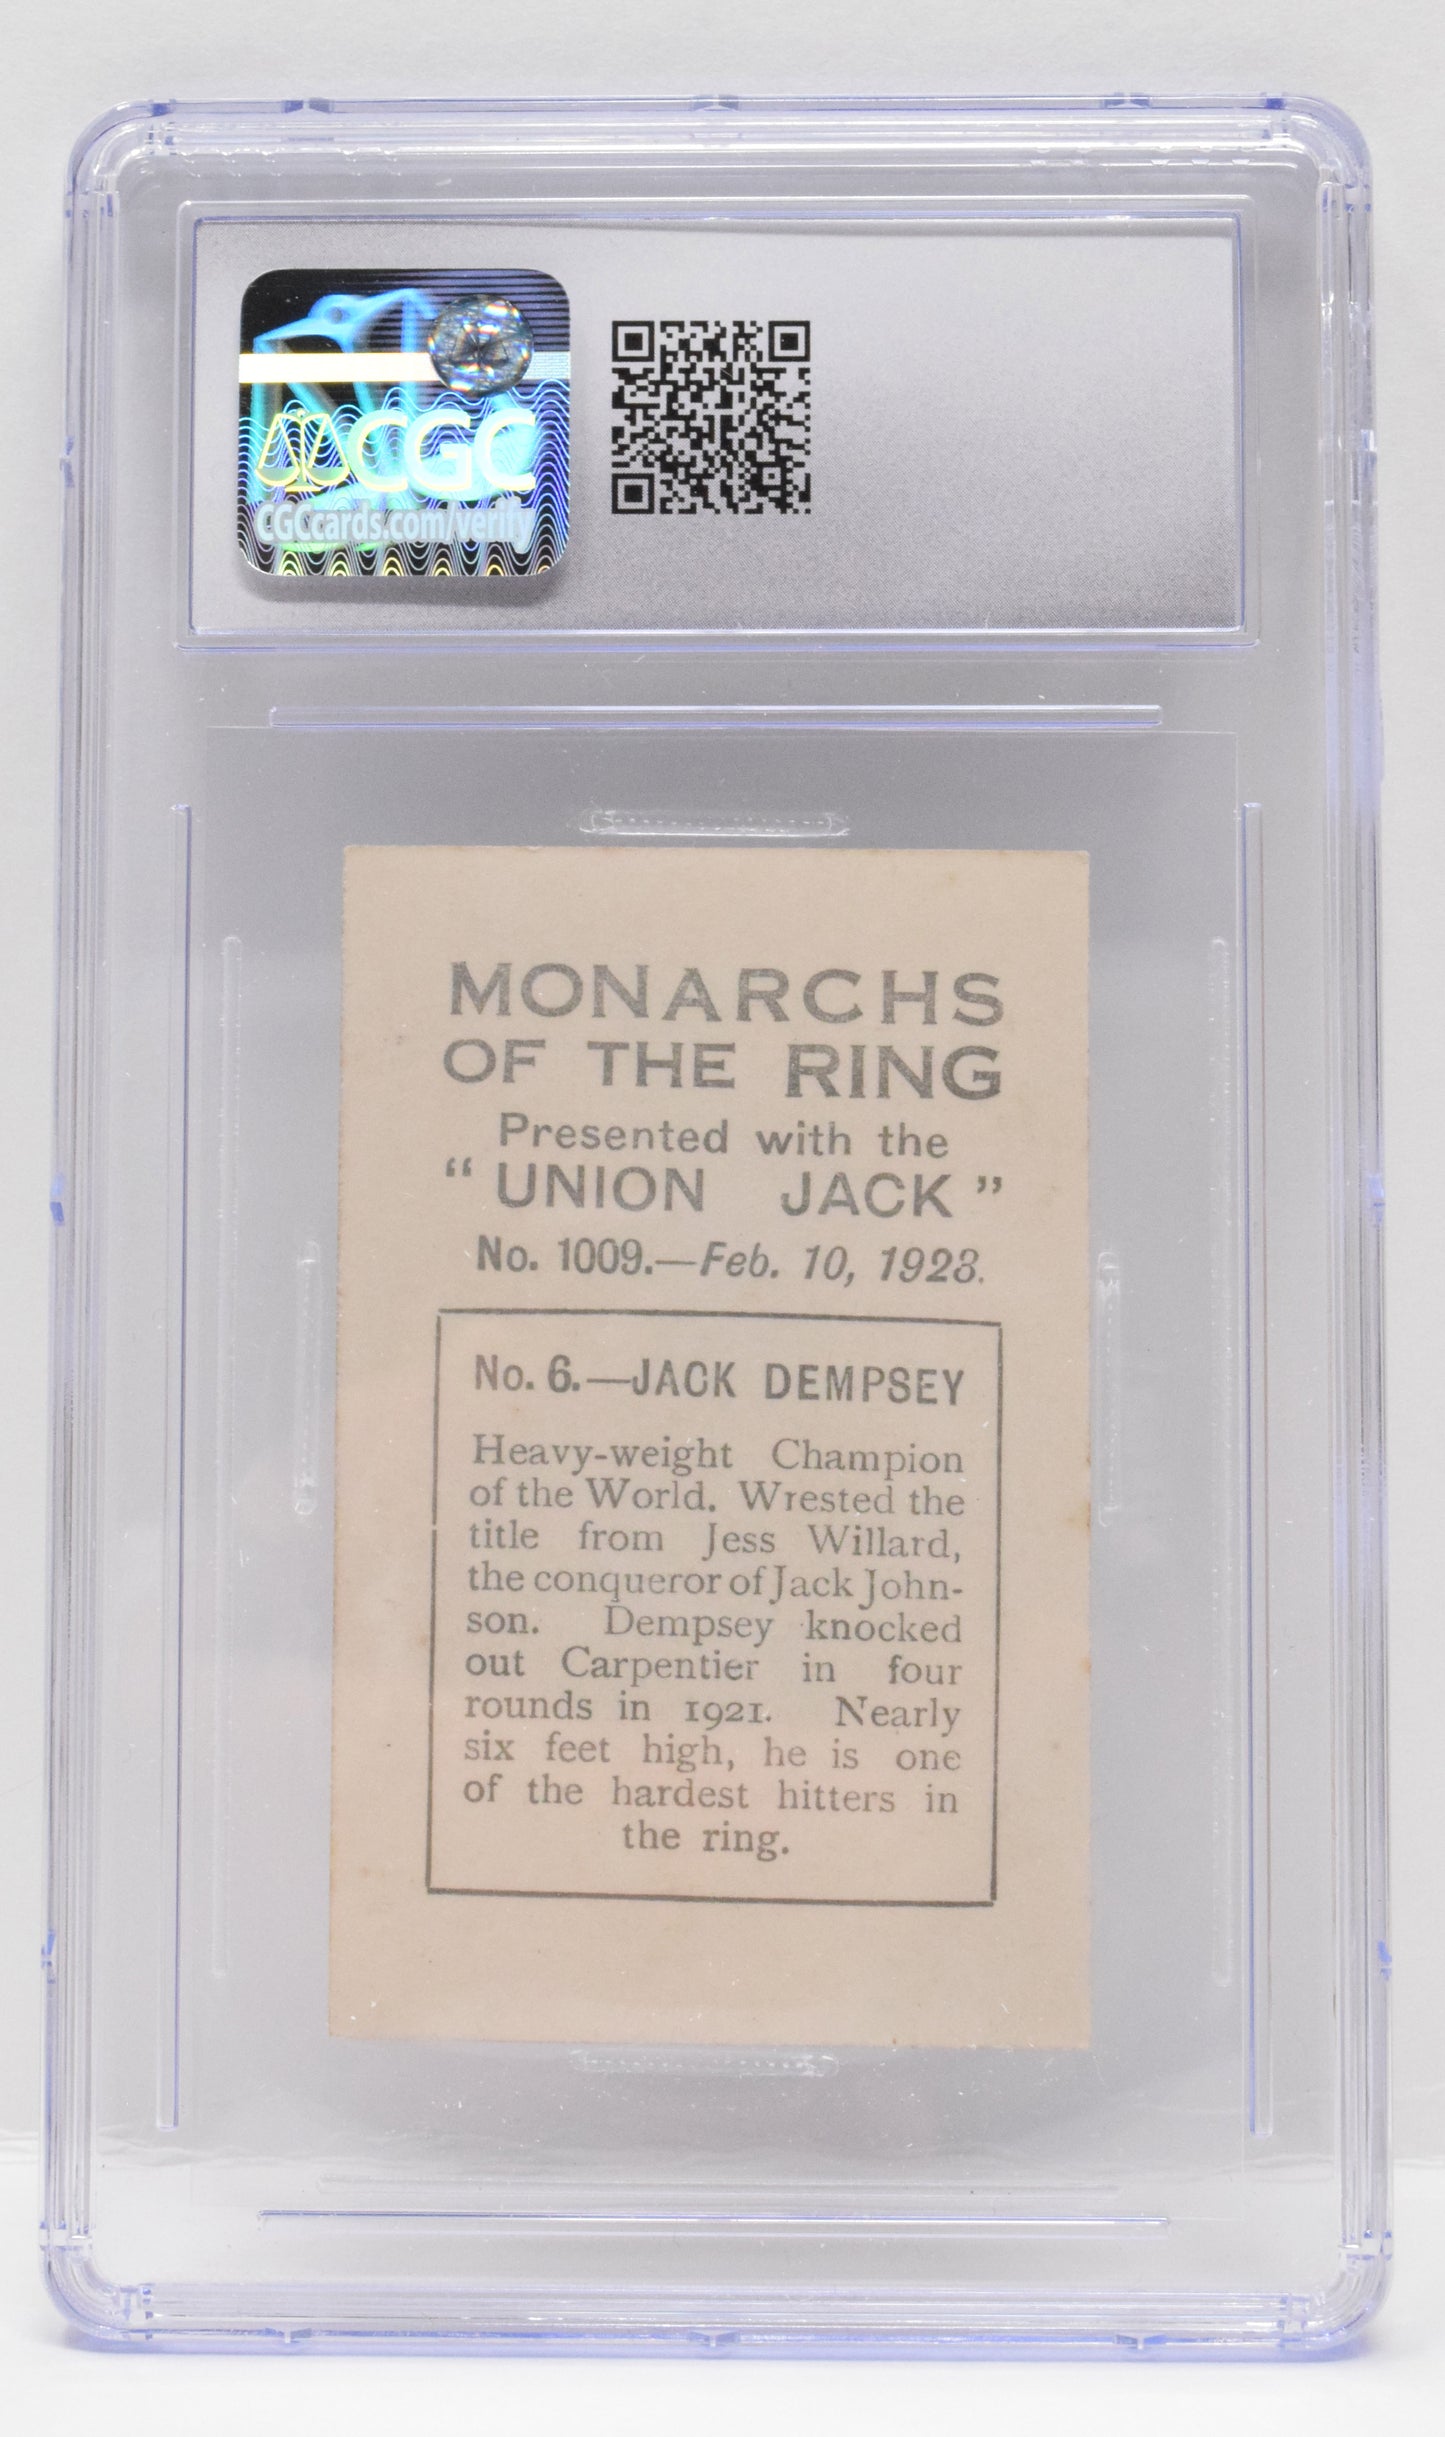 CGC
CGCcards.com/verify
MONARCHS
OF THE RING
Presented with the
“UNION JACK”
No. 1009.—Feb. 10, 1923.
No. 6.—JACK DEMPSEY
Heavy-weight Champion
of the World. Wrested the
title from Jess Willard,
the conqueror of Jack John-
son. Dempsey knocked
out Carpentier in four
rounds in 1921. Nearly
six feet high, he is one
of the hardest hitters in
the ring.